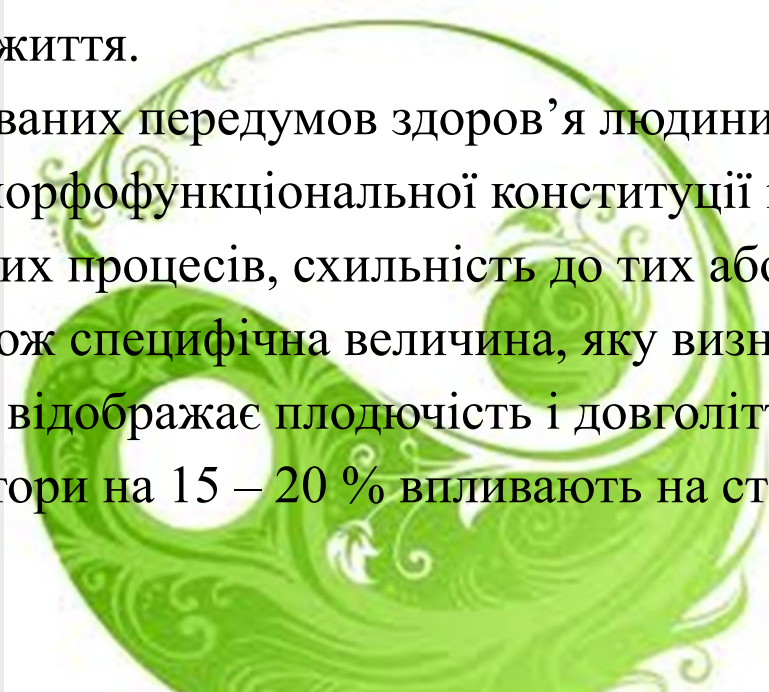 життя.
ваних передумов здоров’я людини
орфофункціональної конституції
их процесів, схильність до тих або
ож специфічна величина, яку визн
відображає плодючість і довголіт
тори на 15 – 20 % впливають на ст